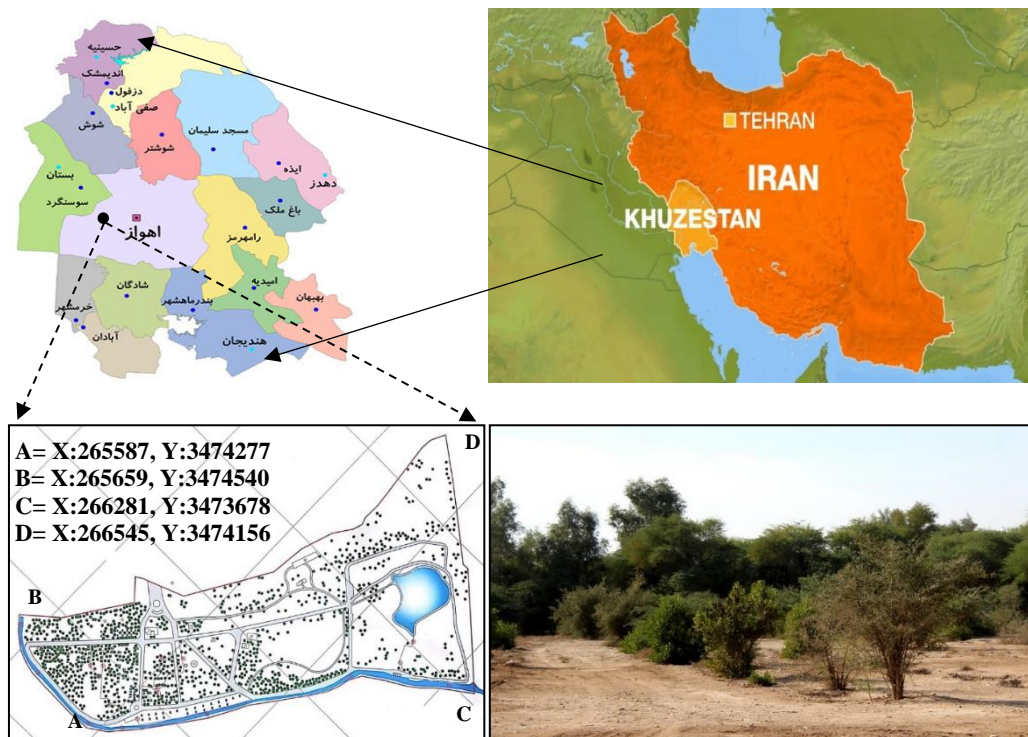 حسینیه
اندیمشک
دزفول
صفی آباد
شوش
شوشتر
مسجد سلیمان
ایذه
دهدز
بستان
سوسنگرد
باغ ملک
اهواز
رامهرمز
شادگان
امیدیه
بهبهان
خرمشهر
بندرماهشهر
آبادان
هندیجان
TEHRAN
IRAN
KHUZESTAN
A= X:265587, Y:3474277
B= X:265659, Y:3474540
C= X:266281, Y:3473678
D= X:266545, Y:3474156
D
B
A
C